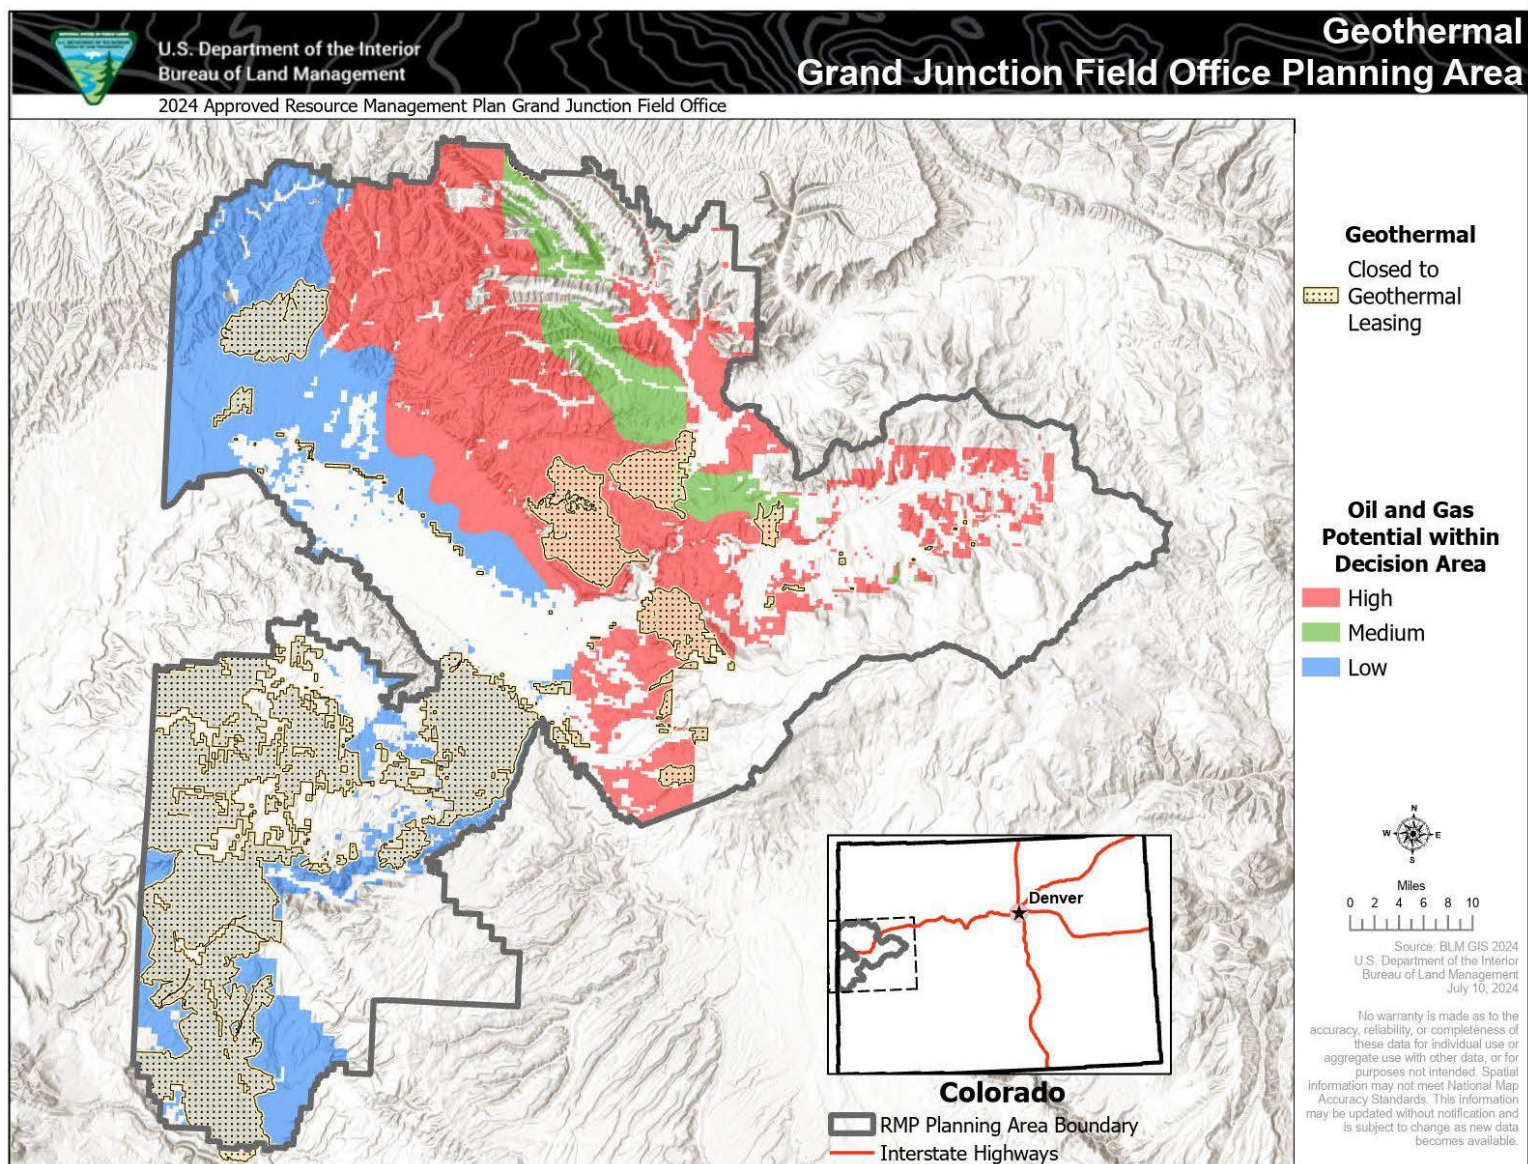 U.S. Department of the Interior
Bureau of Land Management
Geothermal
Grand Junction Field Office Planning Area
2024 Approved Resource Management Plan Grand Junction Field Office
Geothermal
Closed to
Geothermal
Leasing
Oil and Gas
Potential within
Decision Area
High
Medium
Low
N
W
E
S
Miles
0 2 4 6 8 10
Source: BLM GIS 2024
U.S. Department of the Interior
Bureau of Land Management
July 10, 2024
No warranty is made as to the
accuracy, reliability, or completeness of
these data for individual use or
aggregate use with other data, or for
purposes not intended. Spatial
information may not meet National Map
Accuracy Standards. This information
may be updated without notification and
is subject to change as new data
becomes available.
Denver
Colorado
RMP Planning Area Boundary
Interstate Highways